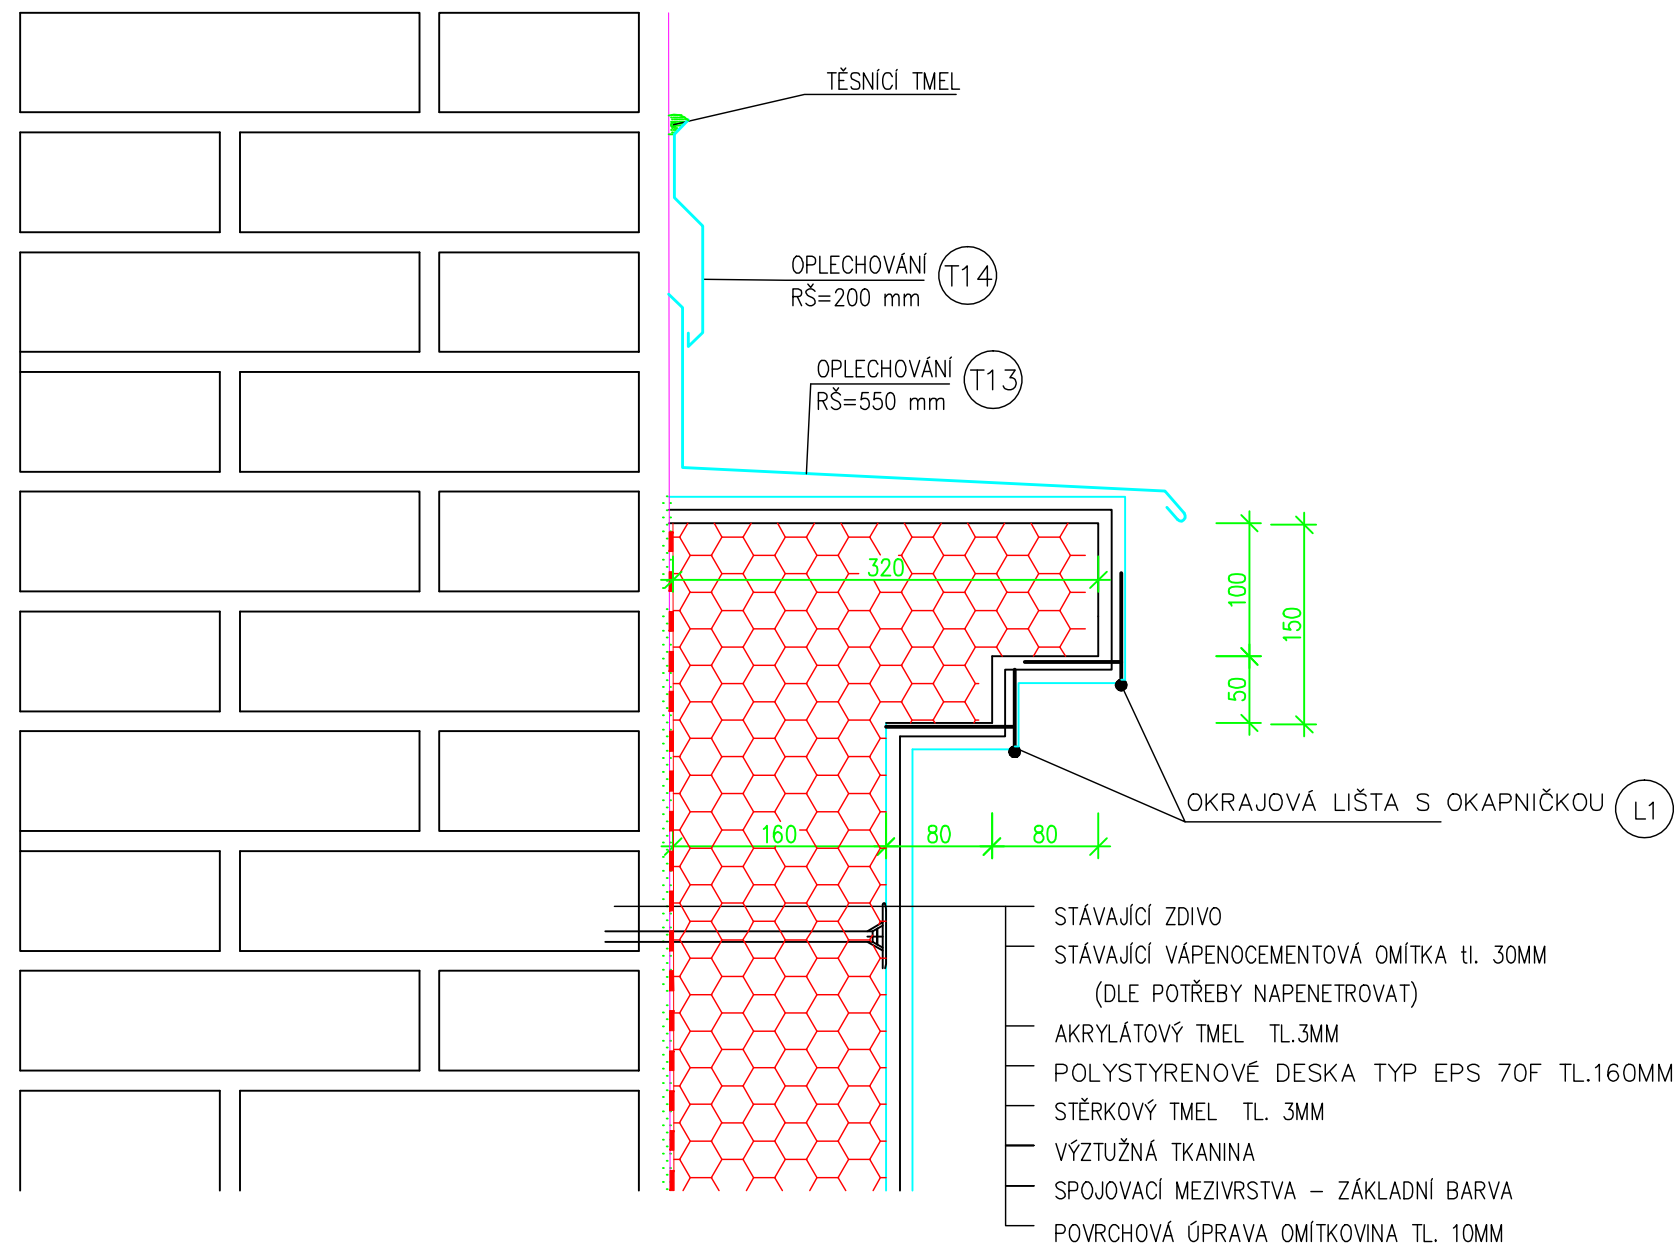 TĚSNÍCÍ TMEL
OPLECHOVÁNÍ T14
RŠ=200 mm
OPLECHOVÁNÍ T13
RŠ=550 mm
320
100
150
50
OKRAJOVÁ LIŠTA S OKAPNIČKOU L1
160 80 80
STÁVAJÍCÍ ZDIVO
STÁVAJÍCÍ VÁPENOCEMENTOVÁ OMÍTKA tl. 30MM
(DLE POTŘEBY NAPENETROVAT)
AKRYLÁTOVÝ TMEL TL.3MM
POLYSTYRENOVÉ DESKA TYP EPS 70F TL.160MM
STĚRKOVÝ TMEL TL. 3MM
VÝZTUŽNÁ TKANINA
SPOJOVACÍ MEZIVRSTVA – ZÁKLADNÍ BARVA
POVRCHOVÁ ÚPRAVA OMÍTKOVINA TL. 10MM